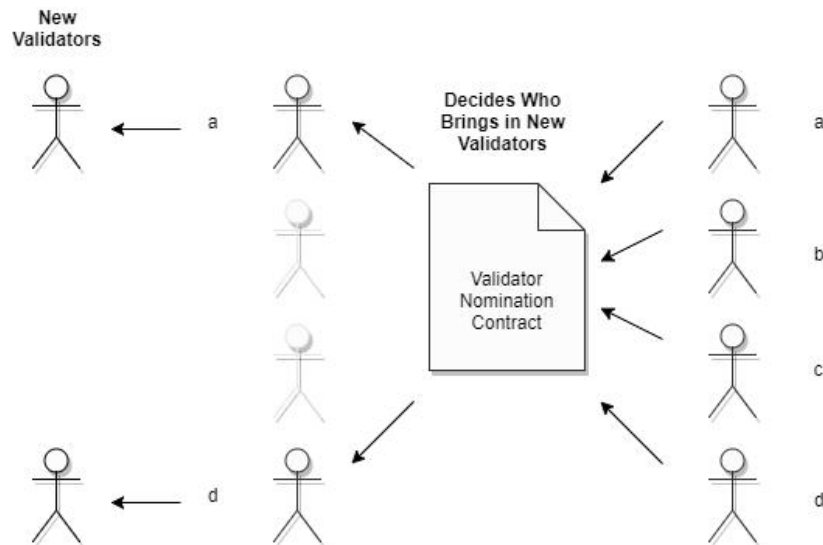 New
Validators
a
Decides Who
Brings in New
Validators
a
b
Validator
Nomination
Contract
c
d
d